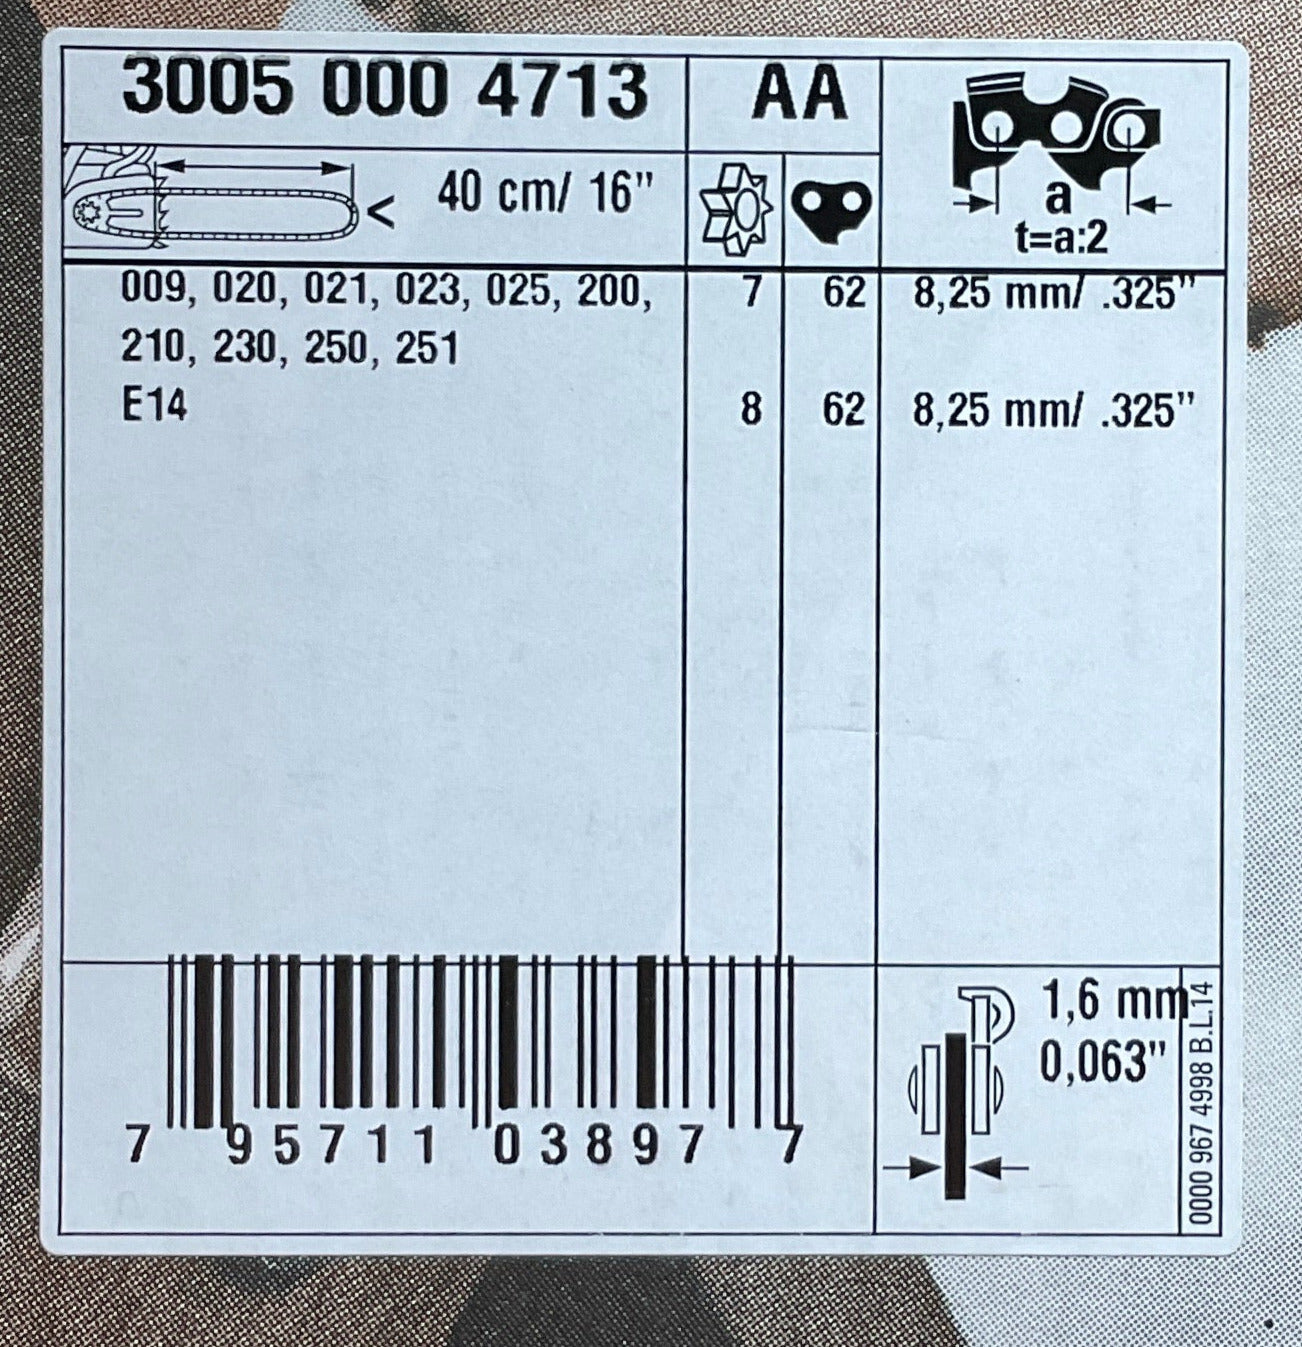 3005 000 4713 AA
a
t=a:2
< 40 cm/ 16"
009, 020, 021, 023, 025, 200, 7 62 8,25 mm/ .325"
210, 230, 250, 251
E14 8 62 8,25 mm/ .325"
1,6 mm
0,063"
7 95711 03897 7
0000 967 4998 B.L.14